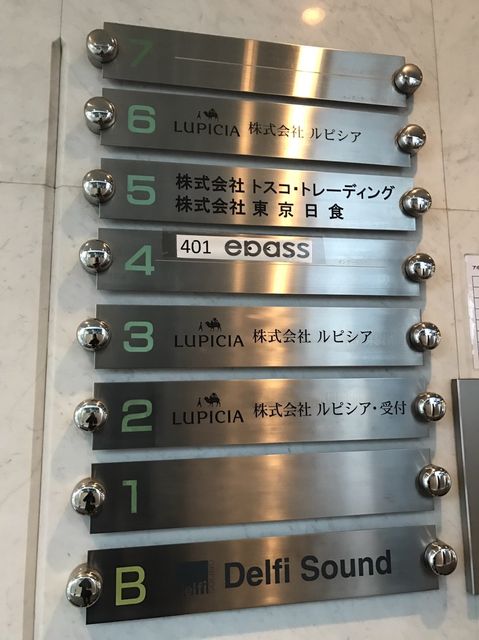 7
6 LUPICIA 株式会社 ルピシア
5 株式会社 トスコ・トレーディング
株式会社 東京日食
4 401 ebass
3 LUPICIA 株式会社 ルピシア
2 LUPICIA 株式会社 ルピシア・受付
1
B delfi Delfi Sound